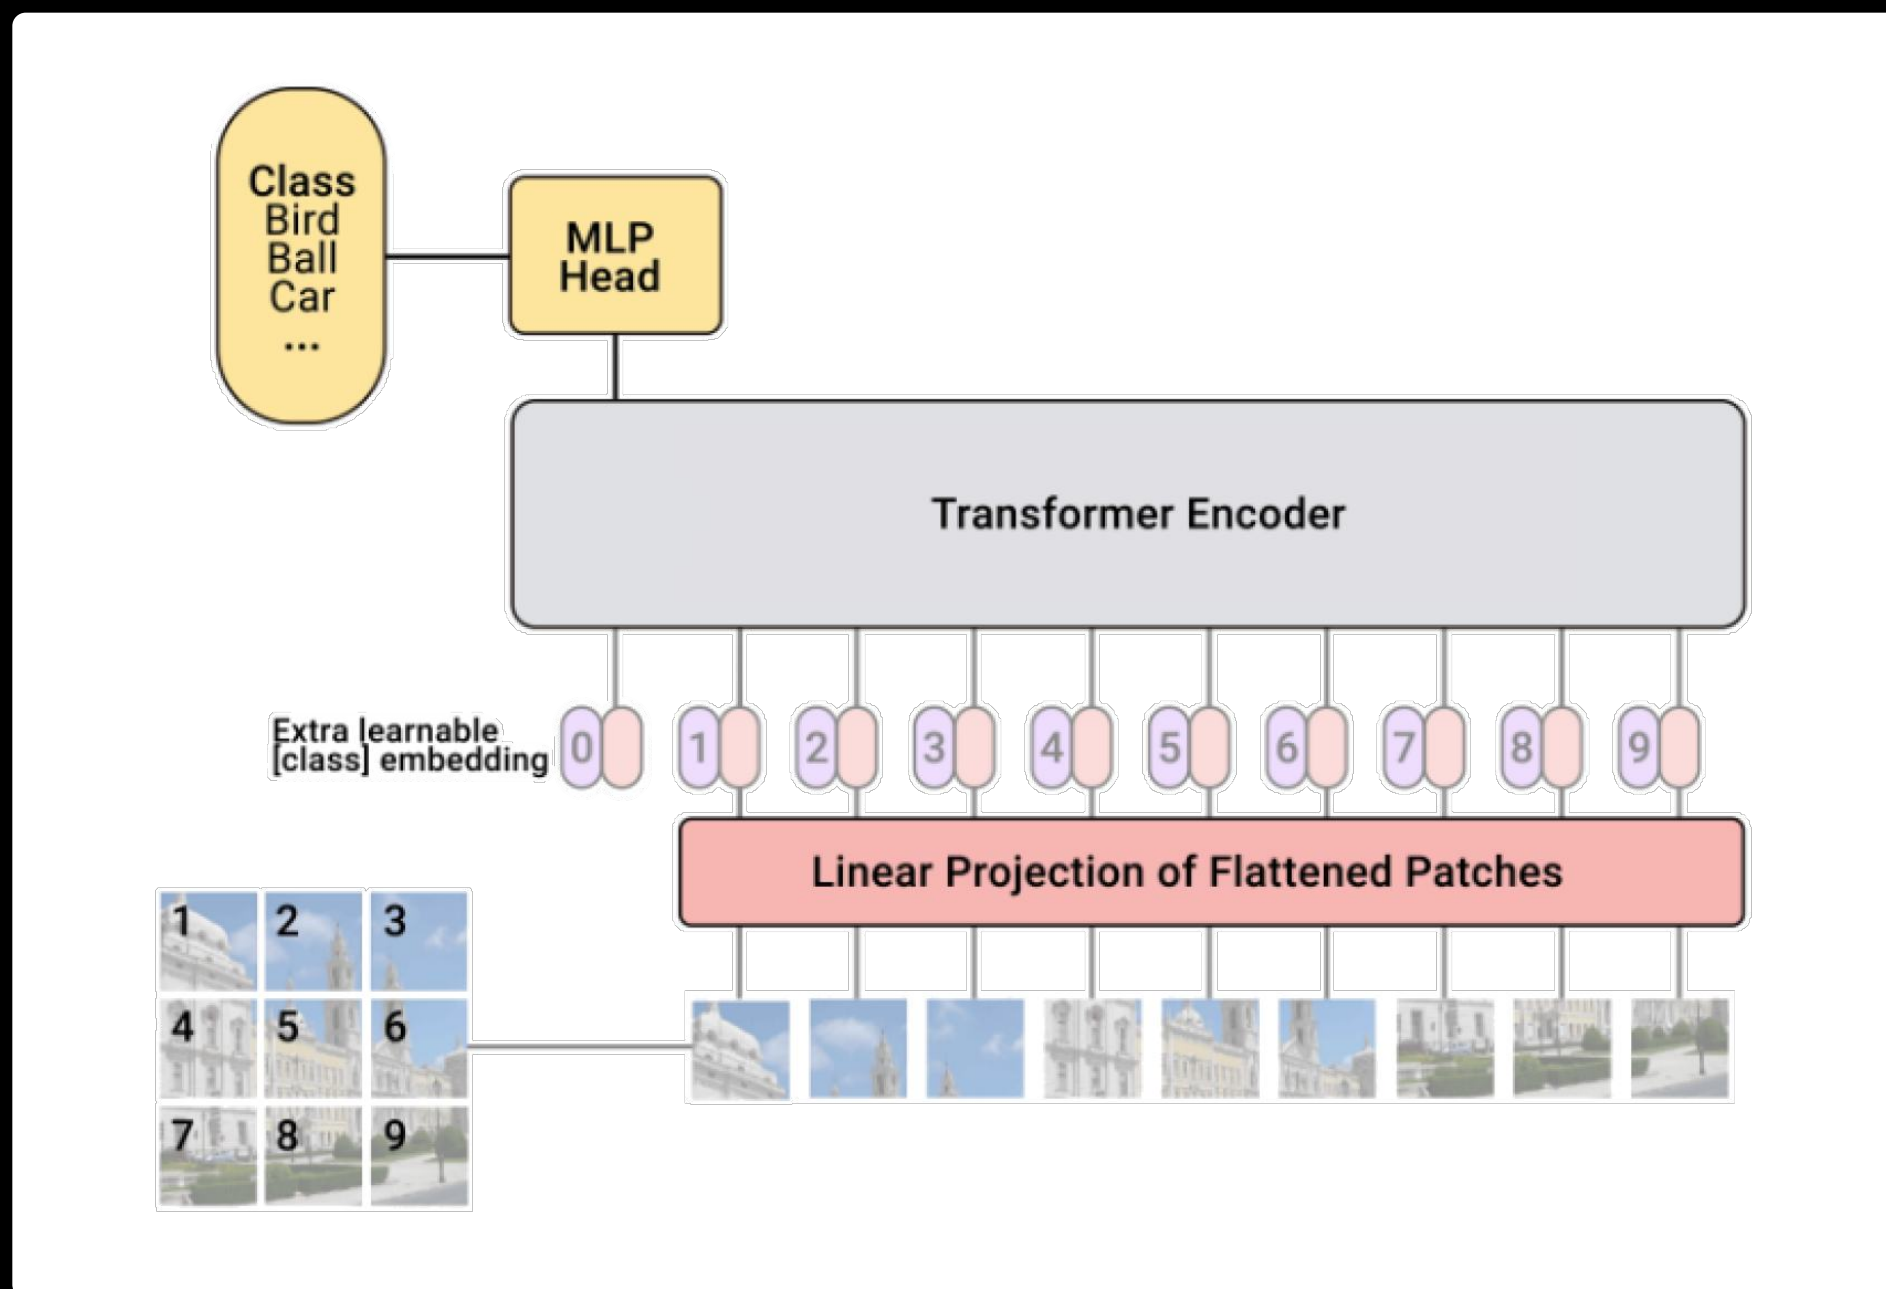 Class
Bird
Ball
Car
...
MLP
Head
Transformer Encoder
Extra learnable
[class] embedding
0 1 2 3 4 5 6 7 8 9
Linear Projection of Flattened Patches
1 2 3
4 5 6
7 8 9